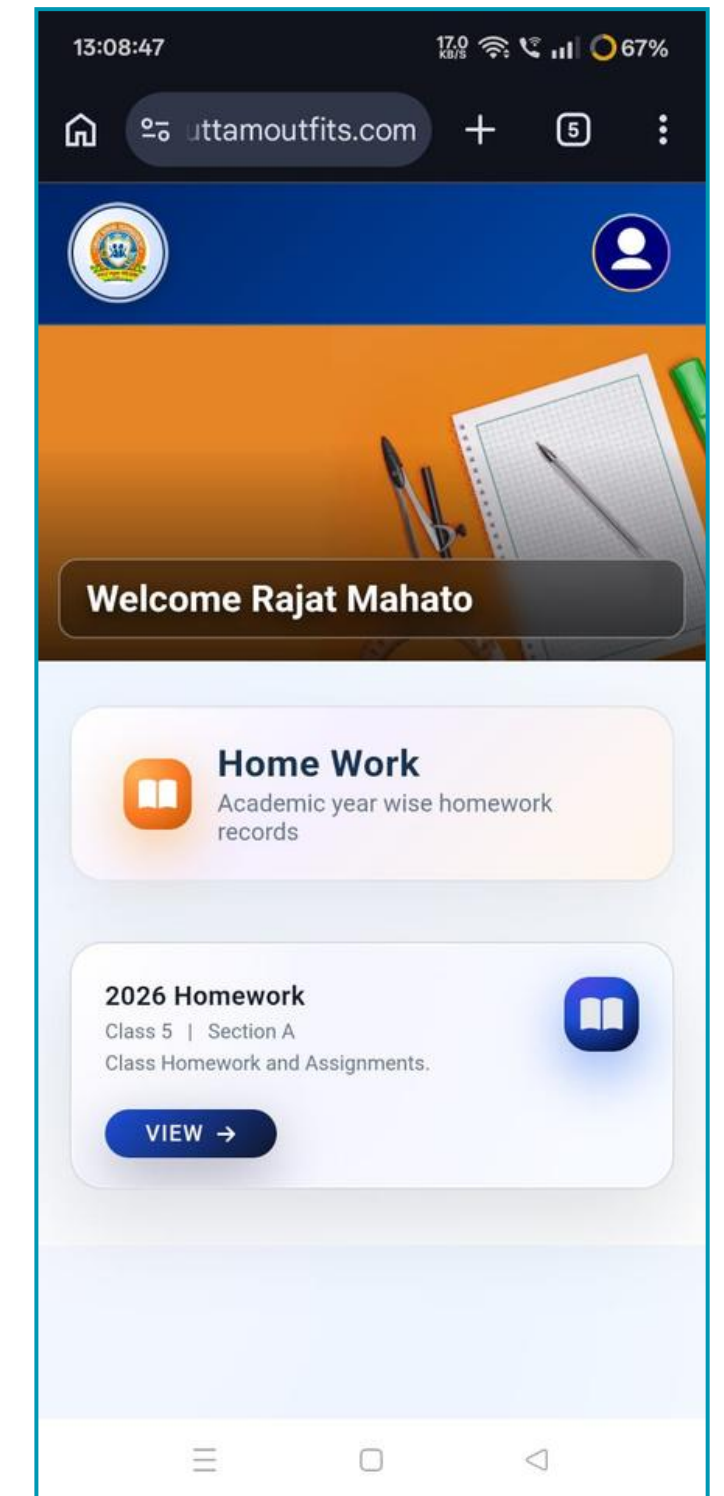 13:08:47
17.0 KB/S
67%
uttamoutfits.com
5
Welcome Rajat Mahato
Home Work
Academic year wise homework
records
2026 Homework
Class 5 | Section A
Class Homework and Assignments.
VIEW →